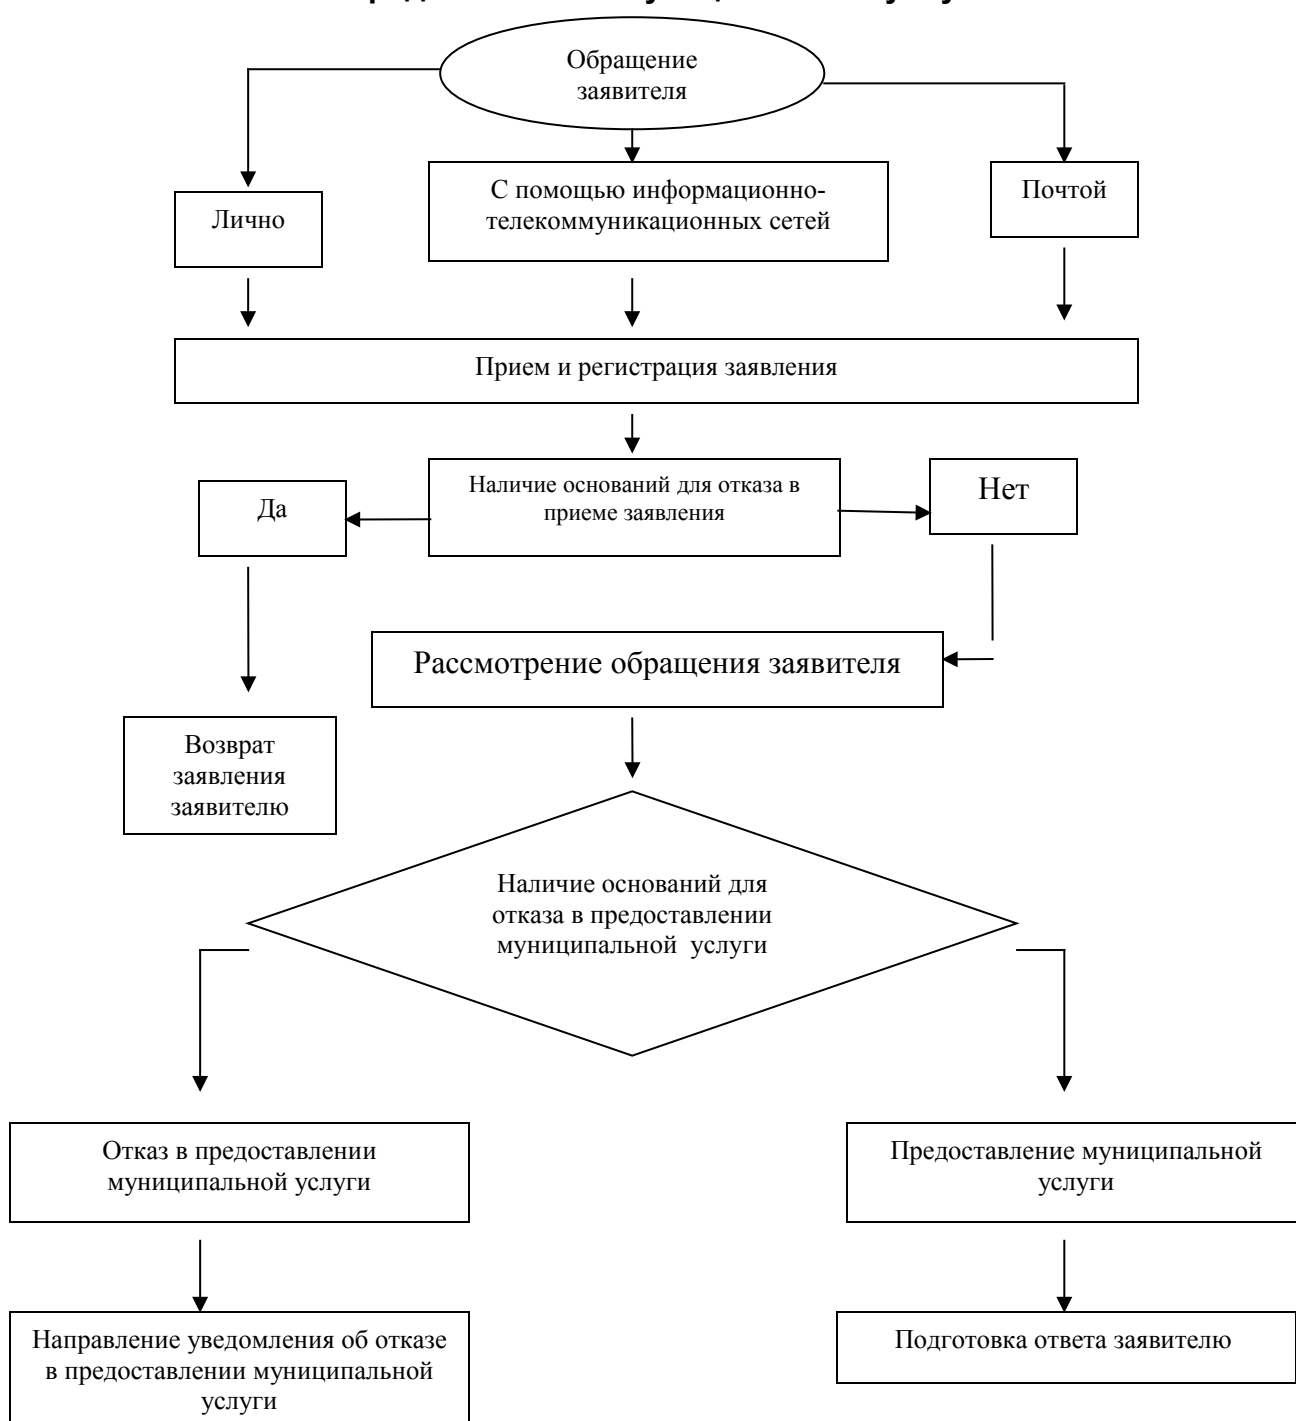 Обращение
заявителя
Лично
С помощью информационно-
телекоммуникационных сетей
Почтой
Прием и регистрация заявления
Да
Наличие оснований для отказа в
приеме заявления
Нет
Рассмотрение обращения заявителя
Возврат
заявления
заявителю
Наличие оснований для
отказа в предоставлении
муниципальной услуги
Отказ в предоставлении
муниципальной услуги
Предоставление муниципальной
услуги
Направление уведомления об отказе
в предоставлении муниципальной
услуги
Подготовка ответа заявителю